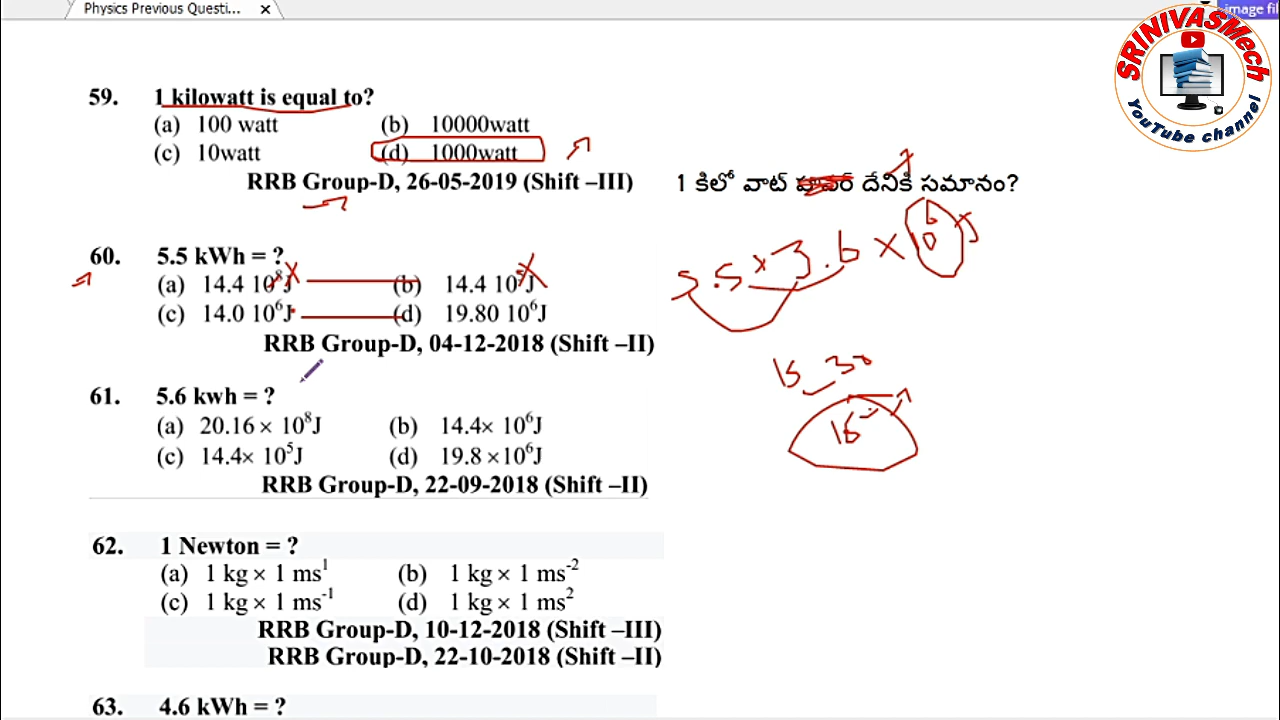 Physics Previous Questi... ×
image fil
SRINIVASMech
YouTube channel
59. 1 kilowatt is equal to?
(a) 100 watt (b) 10000watt
(c) 10watt (d) 1000watt
RRB Group-D, 26-05-2019 (Shift –III)
1 కిలో వాట్ దేనికి సమానం?
60. 5.5 kWh = ?
(a) 14.4 10⁸J (b) 14.4 10⁵J
(c) 14.0 10⁶J (d) 19.80 10⁶J
RRB Group-D, 04-12-2018 (Shift –II)
5.5 × 3.6 × 10⁶ J
15 30
61. 5.6 kwh = ?
(a) 20.16 × 10⁸J (b) 14.4× 10⁶J
(c) 14.4× 10⁵J (d) 19.8 ×10⁶J
RRB Group-D, 22-09-2018 (Shift –II)
62. 1 Newton = ?
(a) 1 kg × 1 ms¹ (b) 1 kg × 1 ms⁻²
(c) 1 kg × 1 ms⁻¹ (d) 1 kg × 1 ms²
RRB Group-D, 10-12-2018 (Shift –III)
RRB Group-D, 22-10-2018 (Shift –II)
63. 4.6 kWh = ?